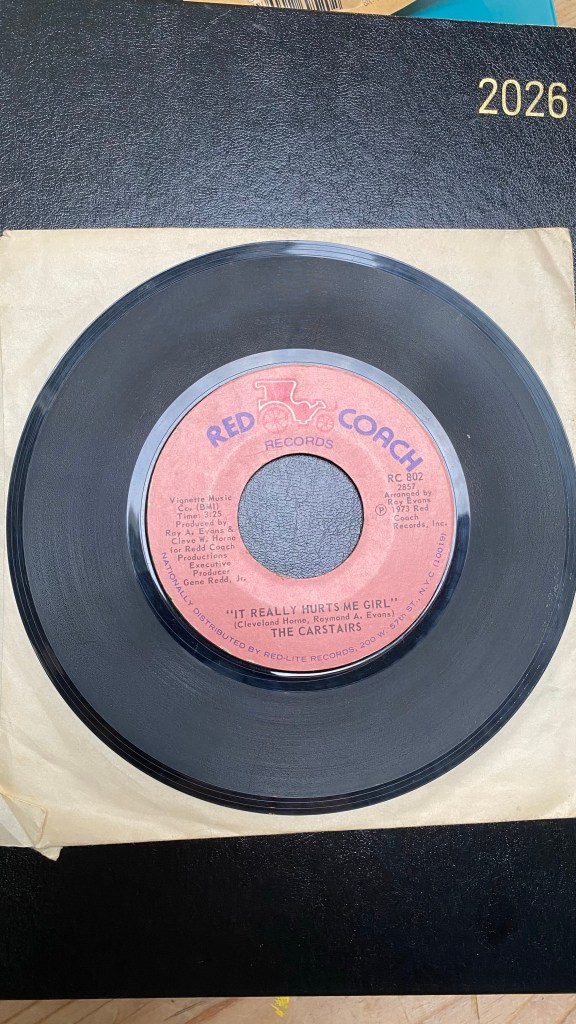 2026
RED COACH
RECORDS
RC 802
2857
Arranged by
Ray Evans
℗ 1973 Red
Coach
Records, Inc.
Vignette Music
Co. (BMI)
Time: 3:25
Produced by
Ray A. Evans &
Cleve W. Horne
for Redd Coach
Productions
Executive
Producer
Gene Redd, Jr.
"IT REALLY HURTS ME GIRL"
(Cleveland Horne, Raymond A. Evans)
THE CARSTAIRS
NATIONALLY DISTRIBUTED BY RED-LITE RECORDS, 200 W. 57th ST., N.Y.C. (10019)